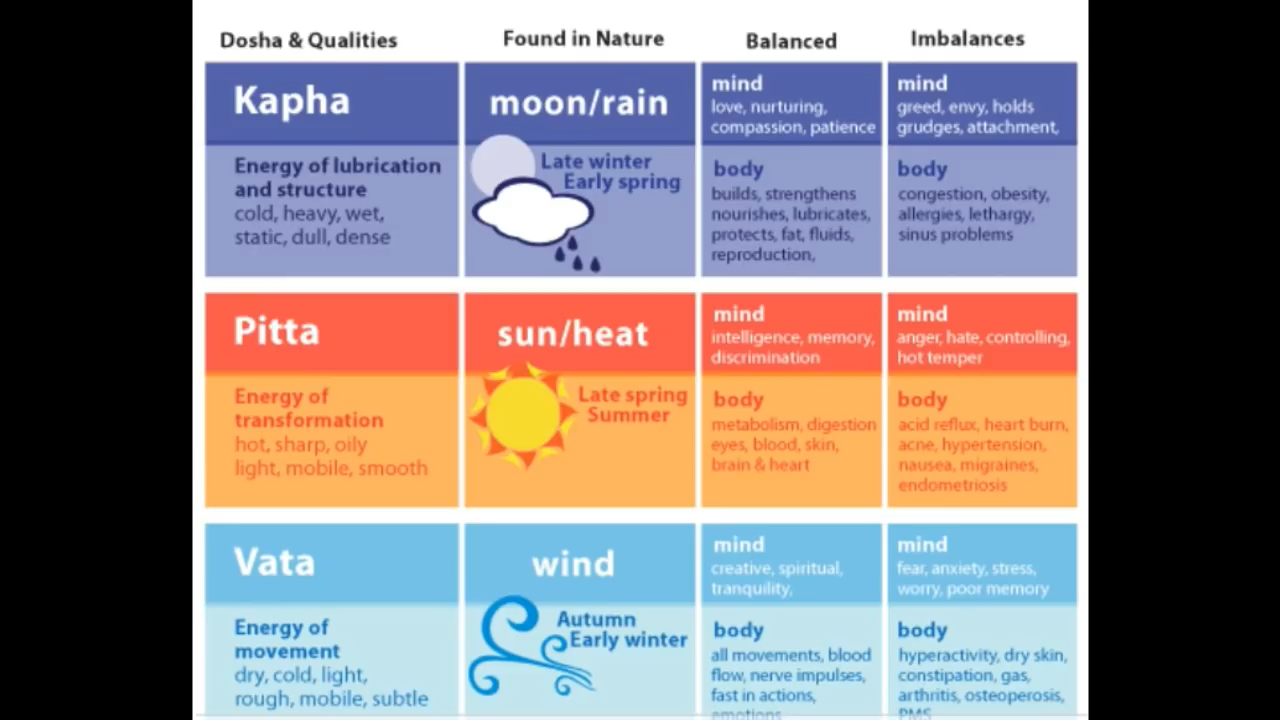 Dosha & Qualities
Found in Nature
Balanced
Imbalances
Kapha
Energy of lubrication
and structure
cold, heavy, wet,
static, dull, dense
moon/rain
Late winter
Early spring
mind
love, nurturing,
compassion, patience
body
builds, strengthens
nourishes, lubricates,
protects, fat, fluids,
reproduction,
mind
greed, envy, holds
grudges, attachment,
body
congestion, obesity,
allergies, lethargy,
sinus problems
Pitta
Energy of
transformation
hot, sharp, oily
light, mobile, smooth
sun/heat
Late spring
Summer
mind
intelligence, memory,
discrimination
body
metabolism, digestion
eyes, blood, skin,
brain & heart
mind
anger, hate, controlling,
hot temper
body
acid reflux, heart burn,
acne, hypertension,
nausea, migraines,
endometriosis
Vata
Energy of
movement
dry, cold, light,
rough, mobile, subtle
wind
Autumn
Early winter
mind
creative, spiritual,
tranquility,
body
all movements, blood
flow, nerve impulses,
fast in actions,
emotions
mind
fear, anxiety, stress,
worry, poor memory
body
hyperactivity, dry skin,
constipation, gas,
arthritis, osteoperosis,
PMS